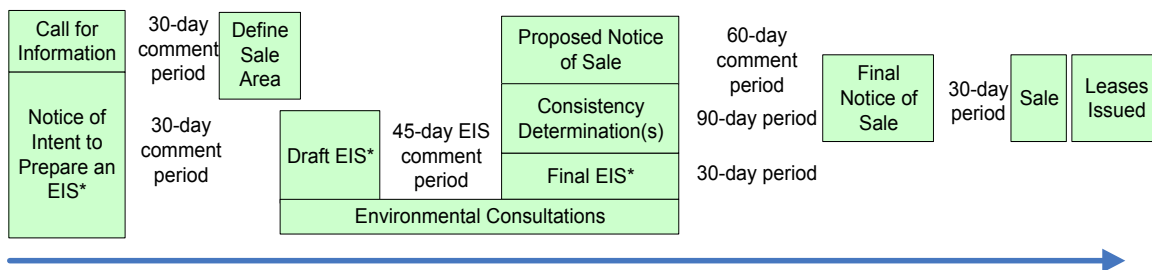 Call for
Information
30-day
comment
period
Define
Sale
Area
Notice of
Intent to
Prepare an
EIS*
30-day
comment
period
Draft EIS*
45-day EIS
comment
period
Proposed Notice
of Sale
Consistency
Determination(s)
Final EIS*
Environmental Consultations
60-day
comment
period
90-day period
30-day period
Final
Notice of
Sale
30-day
period
Sale
Leases
Issued